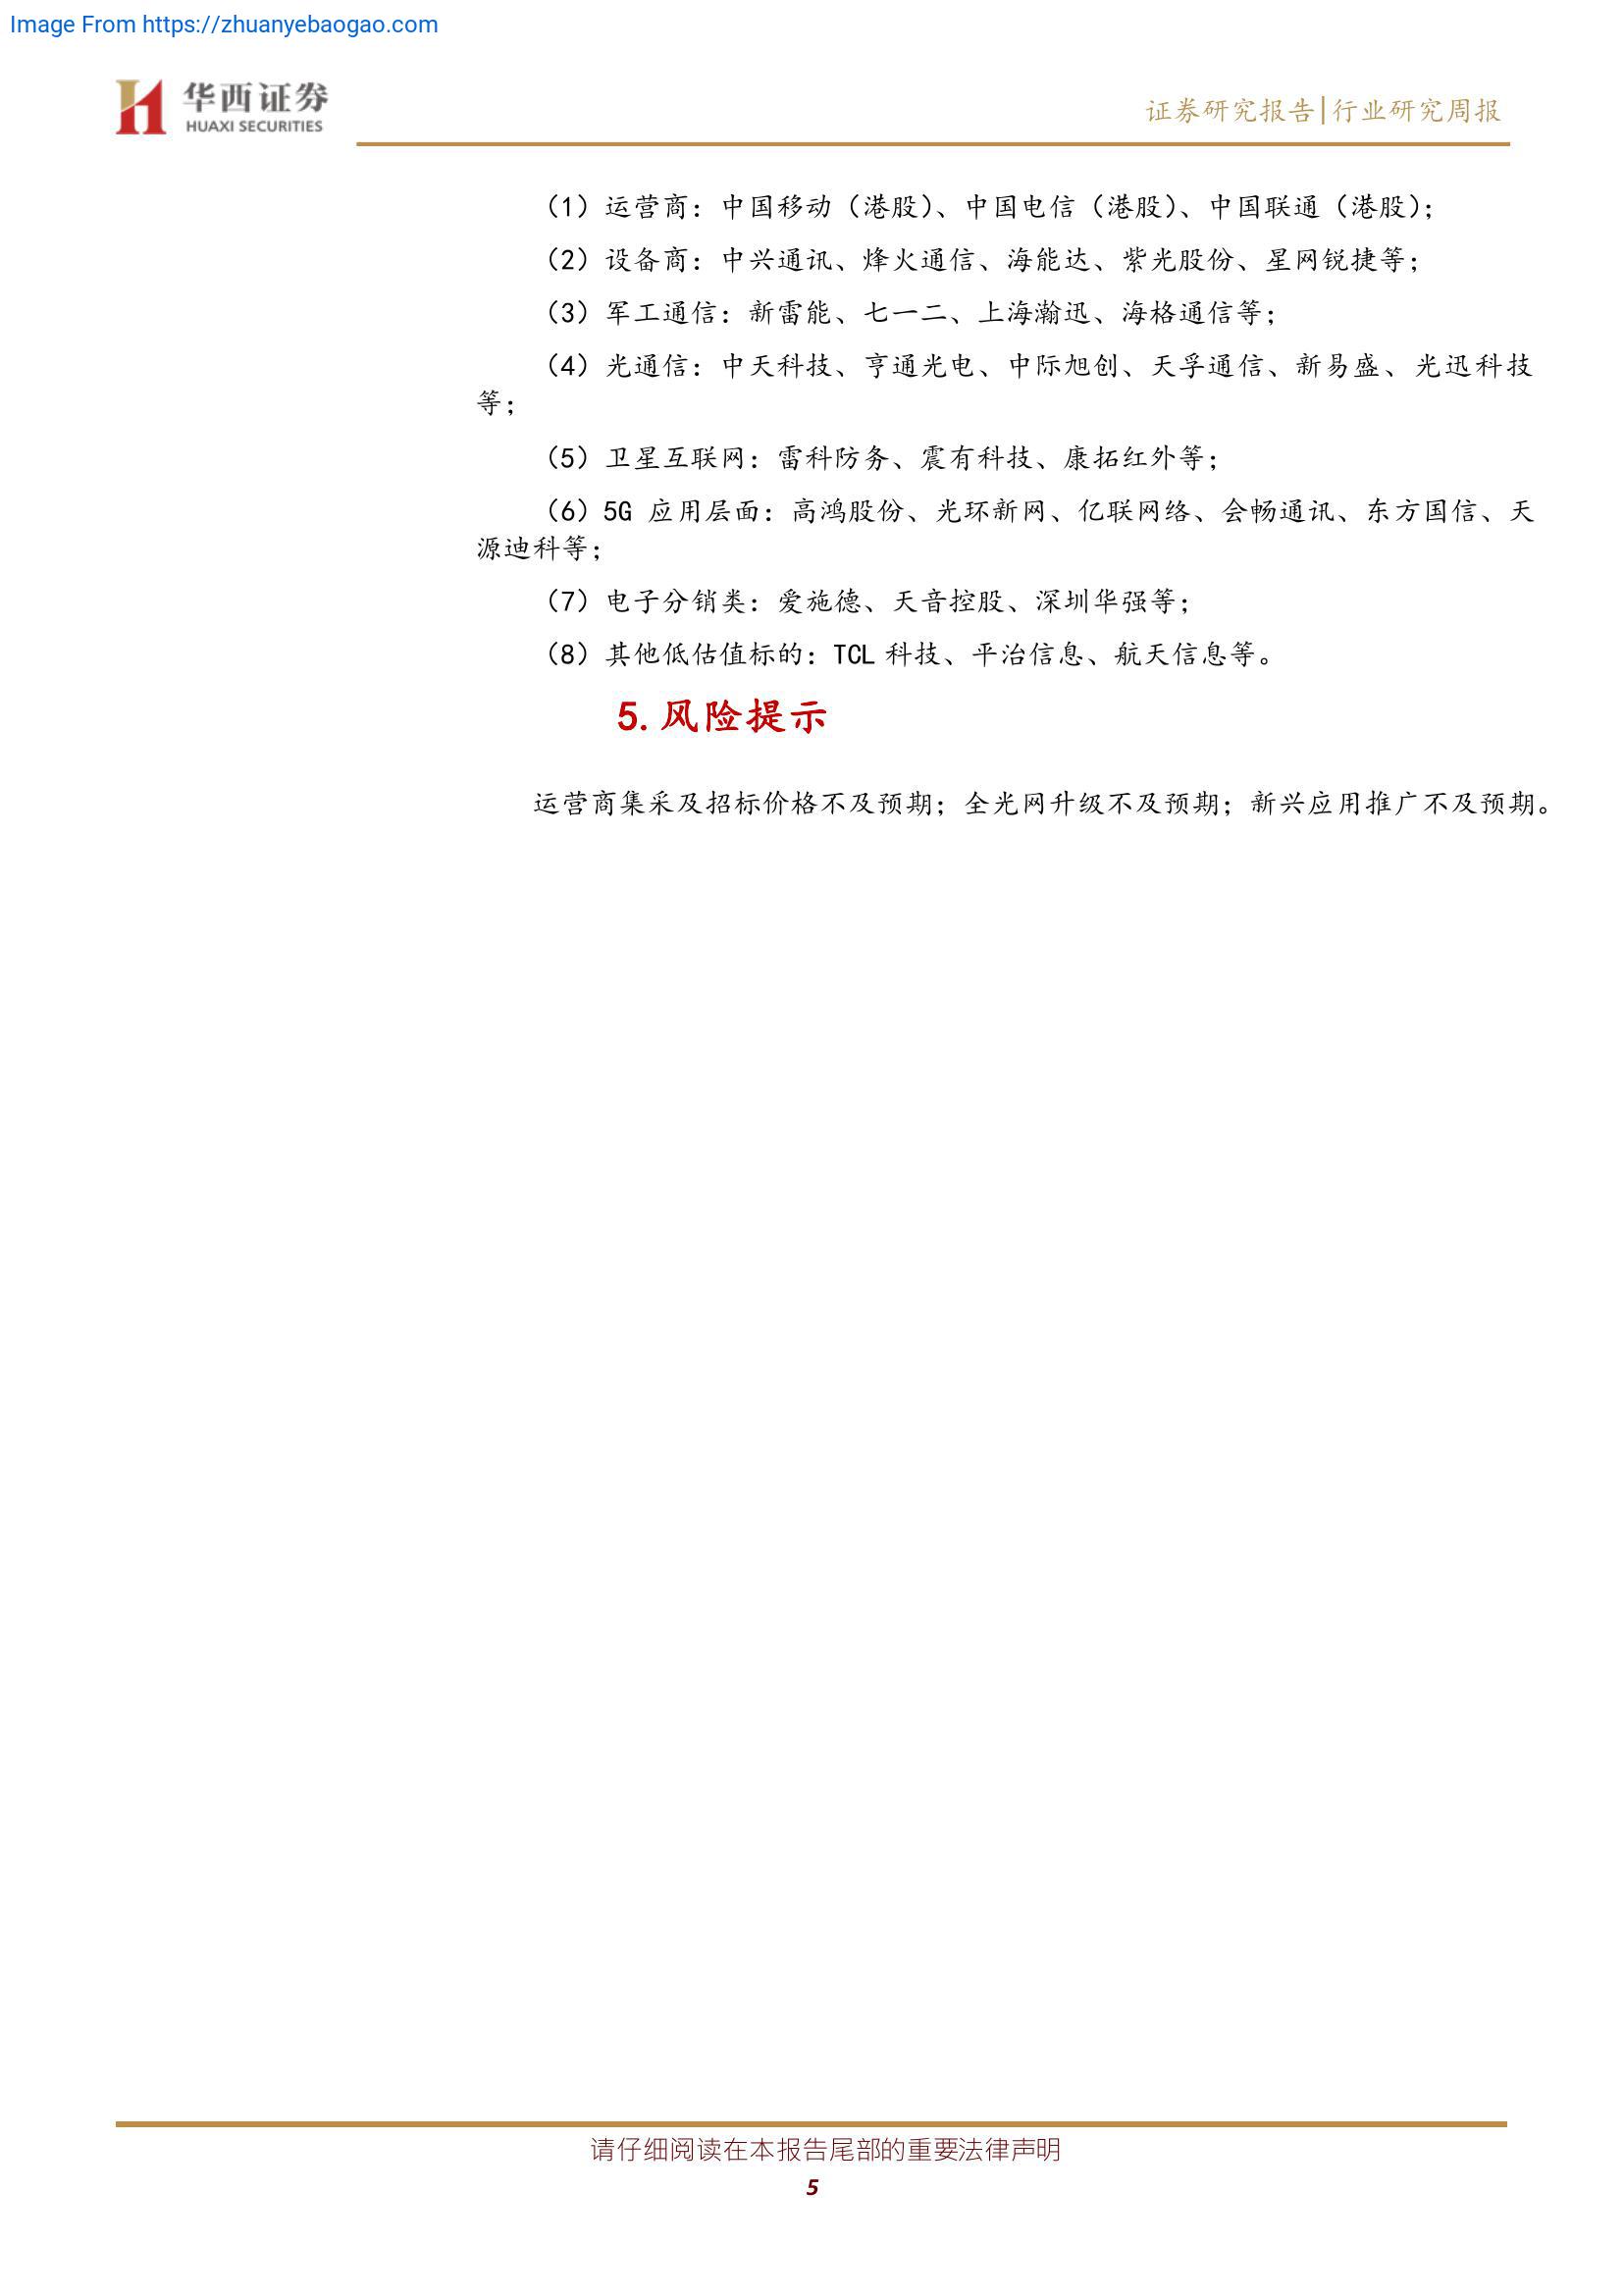 Image From https://zhuanyebaogao.com
华西证券
HUAXI SECURITIES
证券研究报告|行业研究周报
（1）运营商：中国移动（港股）、中国电信（港股）、中国联通（港股）；
（2）设备商：中兴通讯、烽火通信、海能达、紫光股份、星网锐捷等；
（3）军工通信：新雷能、七一二、上海瀚迅、海格通信等；
（4）光通信：中天科技、亨通光电、中际旭创、天孚通信、新易盛、光迅科技
等；
（5）卫星互联网：雷科防务、震有科技、康拓红外等；
（6）5G 应用层面：高鸿股份、光环新网、亿联网络、会畅通讯、东方国信、天
源迪科等；
（7）电子分销类：爱施德、天音控股、深圳华强等；
（8）其他低估值标的：TCL 科技、平治信息、航天信息等。
5.风险提示
运营商集采及招标价格不及预期；全光网升级不及预期；新兴应用推广不及预期。
请仔细阅读在本报告尾部的重要法律声明
5